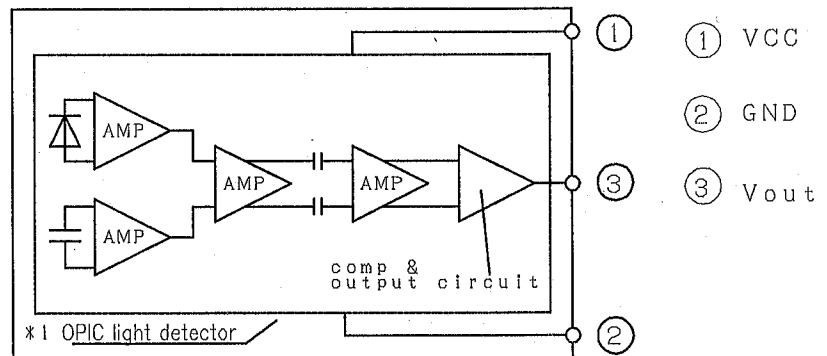 ① ① VCC
AMP
② GND
AMP AMP ③ ③ Vout
AMP
comp &
output circuit
*1 OPIC light detector ②